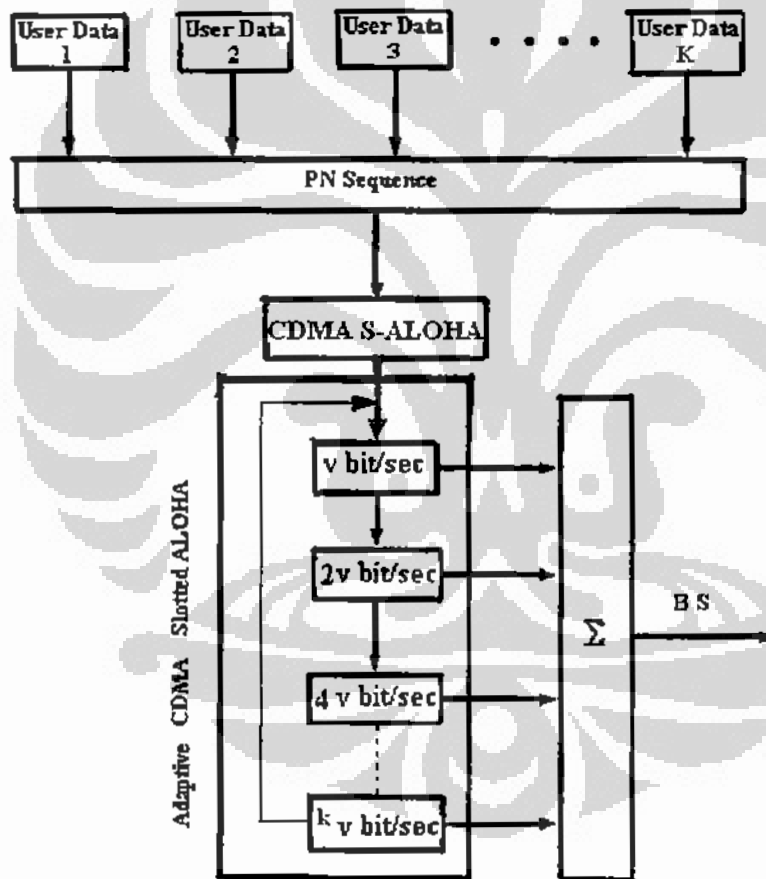 User Data
1
User Data
2
User Data
3
User Data
K
PN Sequence
CDMA S-ALOHA
Adaptive CDMA Slotted ALOHA
v bit/sec
2v bit/sec
4 v bit/sec
k v bit/sec
Σ
B S